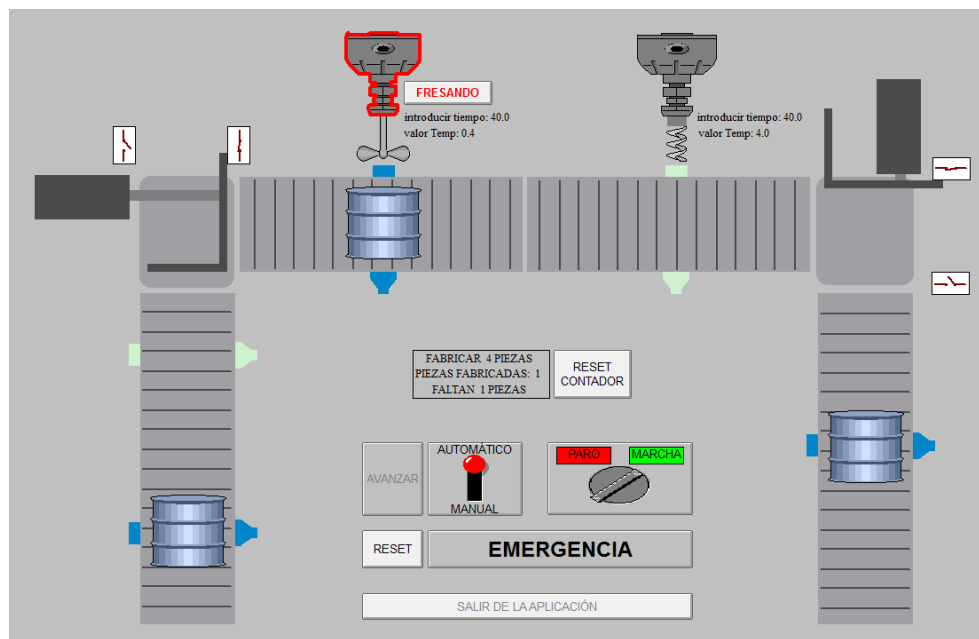 FRESANDO
introducir tiempo: 40.0
valor Temp: 0.4
introducir tiempo: 40.0
valor Temp: 4.0
FABRICAR 4 PIEZAS
PIEZAS FABRICADAS: 1
FALTAN 1 PIEZAS
RESET
CONTADOR
AVANZAR
AUTOMÁTICO
MANUAL
PARO
MARCHA
RESET
EMERGENCIA
SALIR DE LA APLICACIÓN